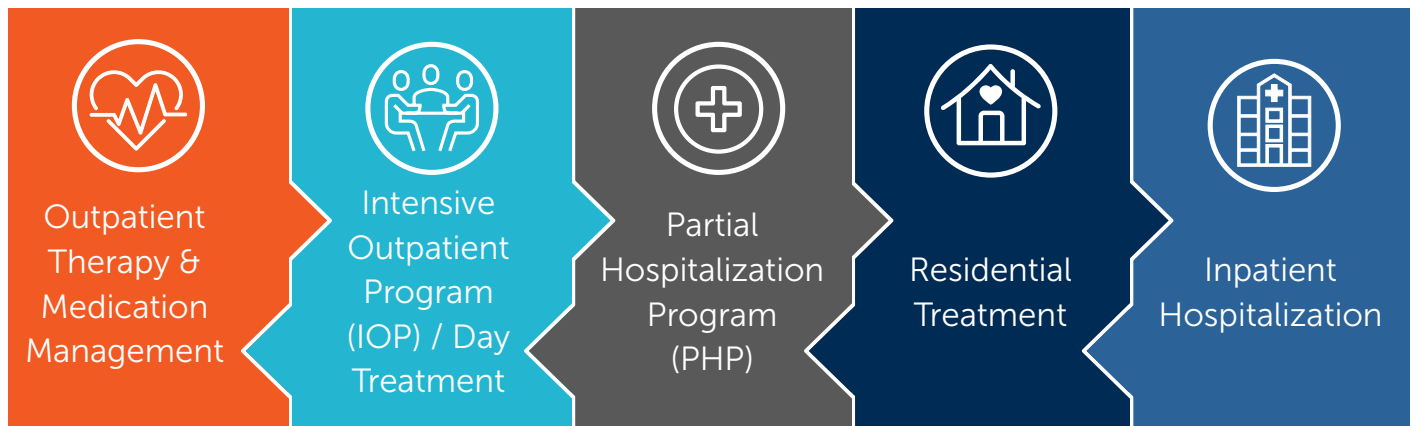 Outpatient
Therapy &
Medication
Management
Intensive
Outpatient
Program
(IOP) / Day
Treatment
Partial
Hospitalization
Program
(PHP)
Residential
Treatment
Inpatient
Hospitalization